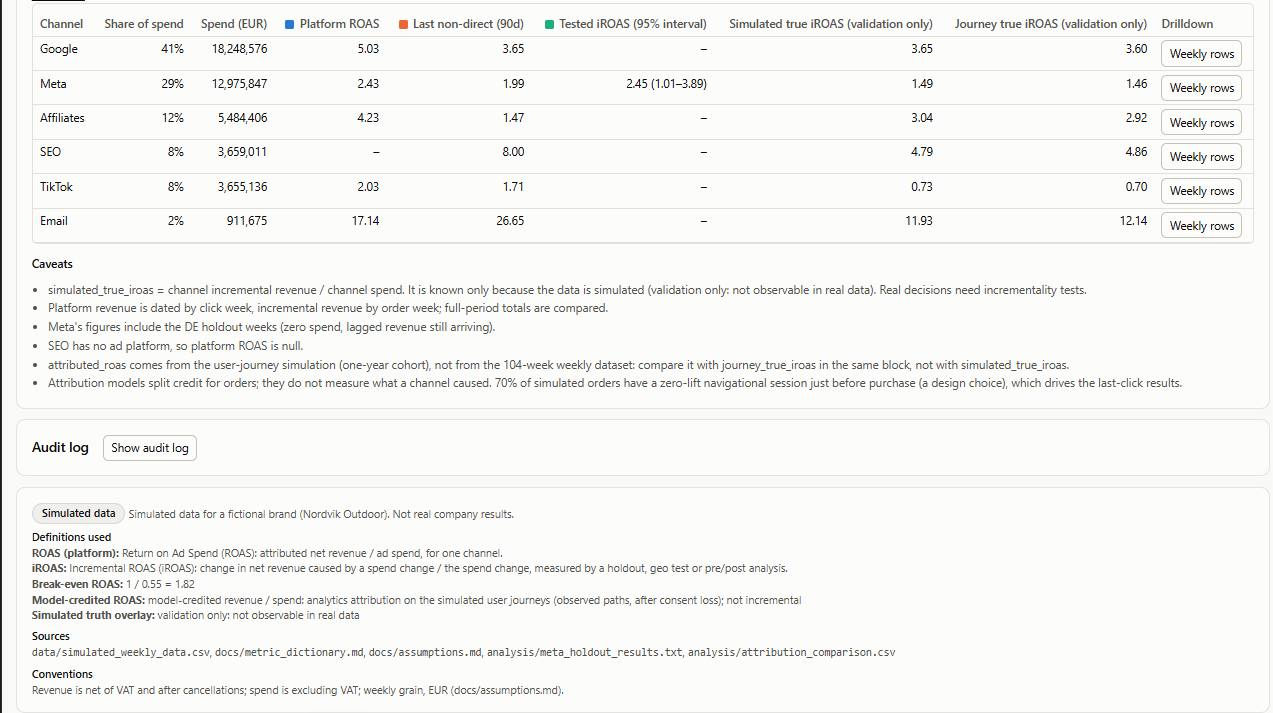 Channel Share of spend Spend (EUR) Platform ROAS Last non-direct (90d) Tested iROAS (95% interval) Simulated true iROAS (validation only) Journey true iROAS (validation only) Drilldown
Google 41% 18,248,576 5.03 3.65 – 3.65 3.60 Weekly rows
Meta 29% 12,975,847 2.43 1.99 2.45 (1.01–3.89) 1.49 1.46 Weekly rows
Affiliates 12% 5,484,406 4.23 1.47 – 3.04 2.92 Weekly rows
SEO 8% 3,659,011 – 8.00 – 4.79 4.86 Weekly rows
TikTok 8% 3,655,136 2.03 1.71 – 0.73 0.70 Weekly rows
Email 2% 911,675 17.14 26.65 – 11.93 12.14 Weekly rows
Caveats
• simulated_true_iroas = channel incremental revenue / channel spend. It is known only because the data is simulated (validation only: not observable in real data). Real decisions need incrementality tests.
• Platform revenue is dated by click week, incremental revenue by order week; full-period totals are compared.
• Meta's figures include the DE holdout weeks (zero spend, lagged revenue still arriving).
• SEO has no ad platform, so platform ROAS is null.
• attributed_roas comes from the user-journey simulation (one-year cohort), not from the 104-week weekly dataset: compare it with journey_true_iroas in the same block, not with simulated_true_iroas.
• Attribution models split credit for orders; they do not measure what a channel caused. 70% of simulated orders have a zero-lift navigational session just before purchase (a design choice), which drives the last-click results.
Audit log Show audit log
Simulated data Simulated data for a fictional brand (Nordvik Outdoor). Not real company results.
Definitions used
ROAS (platform): Return on Ad Spend (ROAS): attributed net revenue / ad spend, for one channel.
iROAS: Incremental ROAS (iROAS): change in net revenue caused by a spend change / the spend change, measured by a holdout, geo test or pre/post analysis.
Break-even ROAS: 1 / 0.55 = 1.82
Model-credited ROAS: model-credited revenue / spend: analytics attribution on the simulated user journeys (observed paths, after consent loss); not incremental
Simulated truth overlay: validation only: not observable in real data
Sources
data/simulated_weekly_data.csv, docs/metric_dictionary.md, docs/assumptions.md, analysis/meta_holdout_results.txt, analysis/attribution_comparison.csv
Conventions
Revenue is net of VAT and after cancellations; spend is excluding VAT; weekly grain, EUR (docs/assumptions.md).